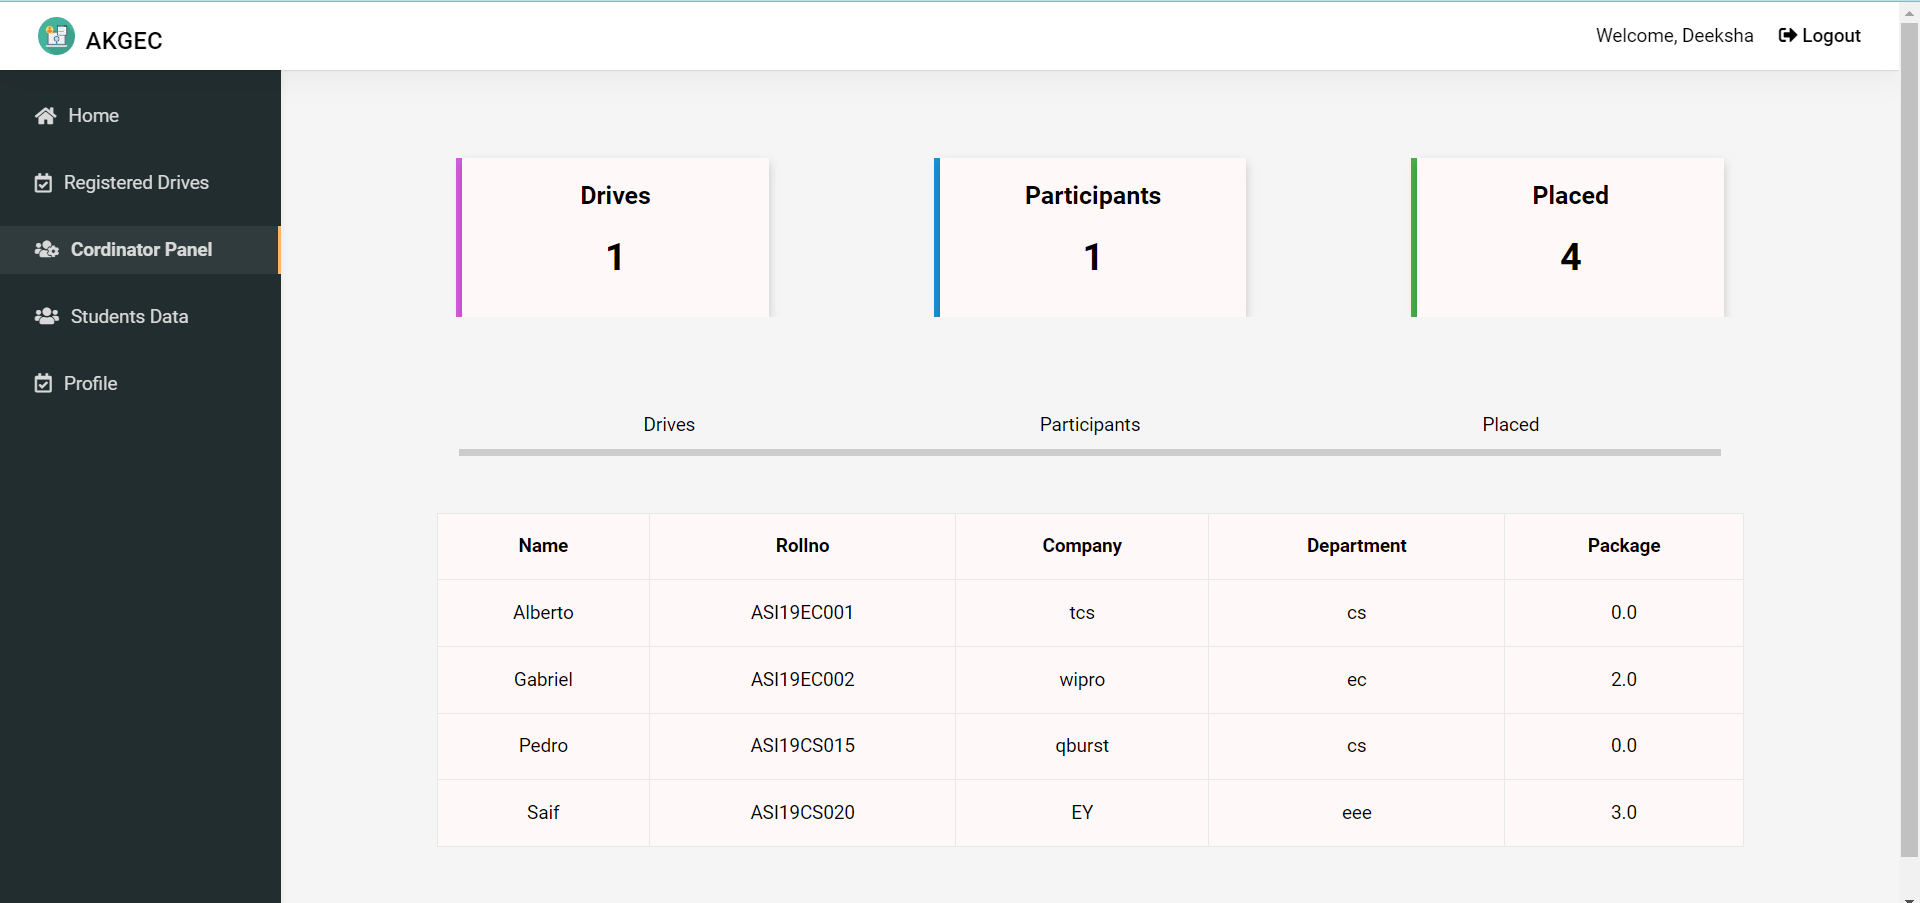 AKGEC
Welcome, Deeksha Logout
Home
Registered Drives
Cordinator Panel
Students Data
Profile
Drives Participants Placed
1 1 4
Drives Participants Placed
Name Rollno Company Department Package
Alberto ASI19EC001 tcs cs 0.0
Gabriel ASI19EC002 wipro ec 2.0
Pedro ASI19CS015 qburst cs 0.0
Saif ASI19CS020 EY eee 3.0